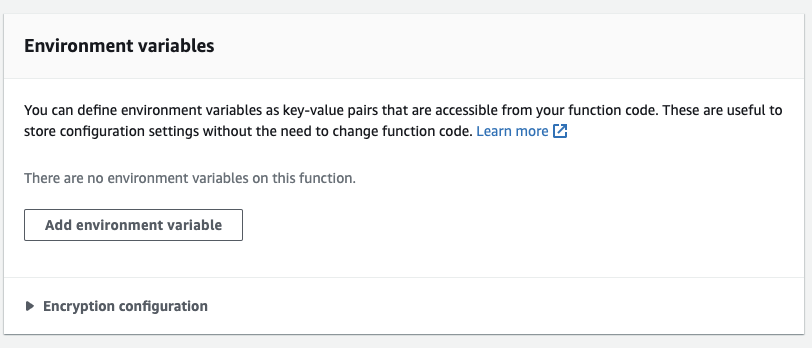 Environment variables
You can define environment variables as key-value pairs that are accessible from your function code. These are useful to
store configuration settings without the need to change function code. Learn more
There are no environment variables on this function.
Add environment variable
Encryption configuration